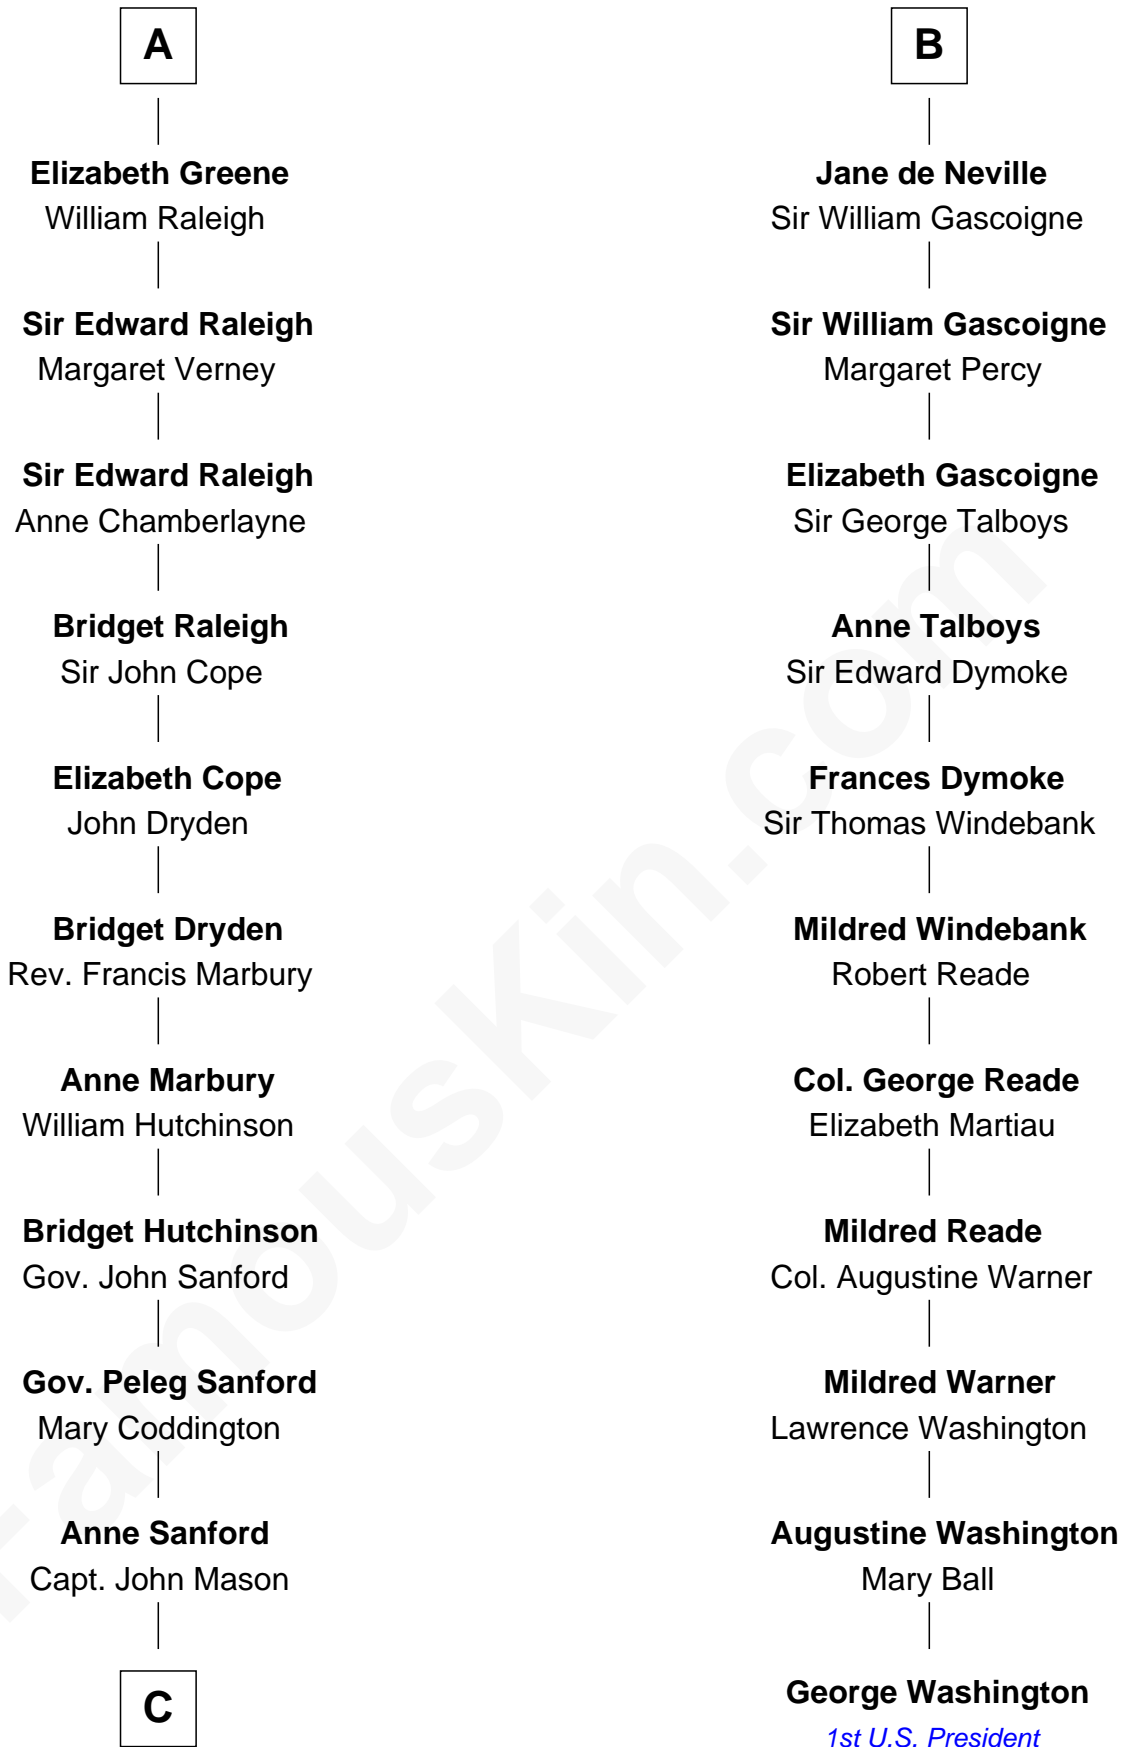 A
Elizabeth Greene
William Raleigh
Sir Edward Raleigh
Margaret Verney
Sir Edward Raleigh
Anne Chamberlayne
Bridget Raleigh
Sir John Cope
Elizabeth Cope
John Dryden
Bridget Dryden
Rev. Francis Marbury
Anne Marbury
William Hutchinson
Bridget Hutchinson
Gov. John Sanford
Gov. Peleg Sanford
Mary Coddington
Anne Sanford
Capt. John Mason
C
B
Jane de Neville
Sir William Gascoigne
Sir William Gascoigne
Margaret Percy
Elizabeth Gascoigne
Sir George Talboys
Anne Talboys
Sir Edward Dymoke
Frances Dymoke
Sir Thomas Windebank
Mildred Windebank
Robert Reade
Col. George Reade
Elizabeth Martiau
Mildred Reade
Col. Augustine Warner
Mildred Warner
Lawrence Washington
Augustine Washington
Mary Ball
George Washington
1st U.S. President
FamousKin.com